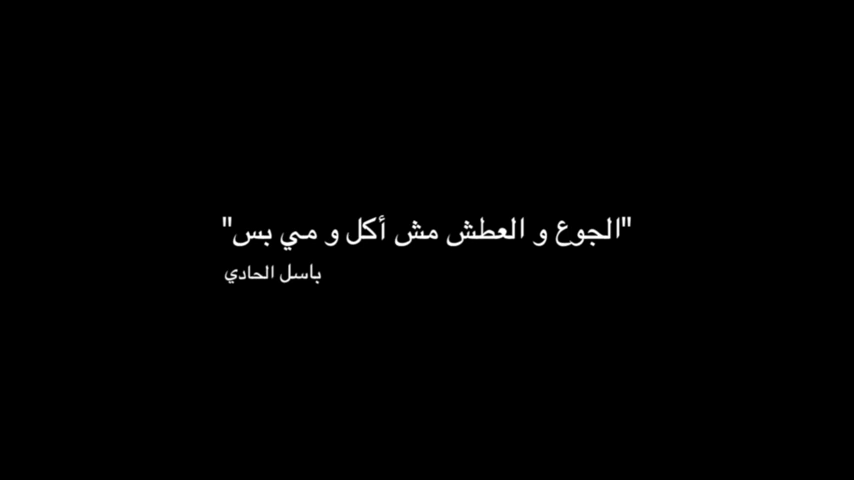 "الجوع و العطش مش أكل و مي بس"
باسل الحادي